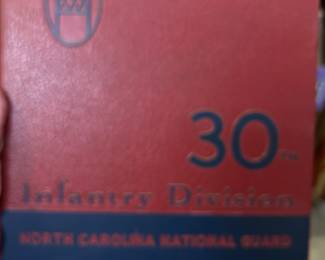 30TH
Infantry Division
NORTH CAROLINA NATIONAL GUARD